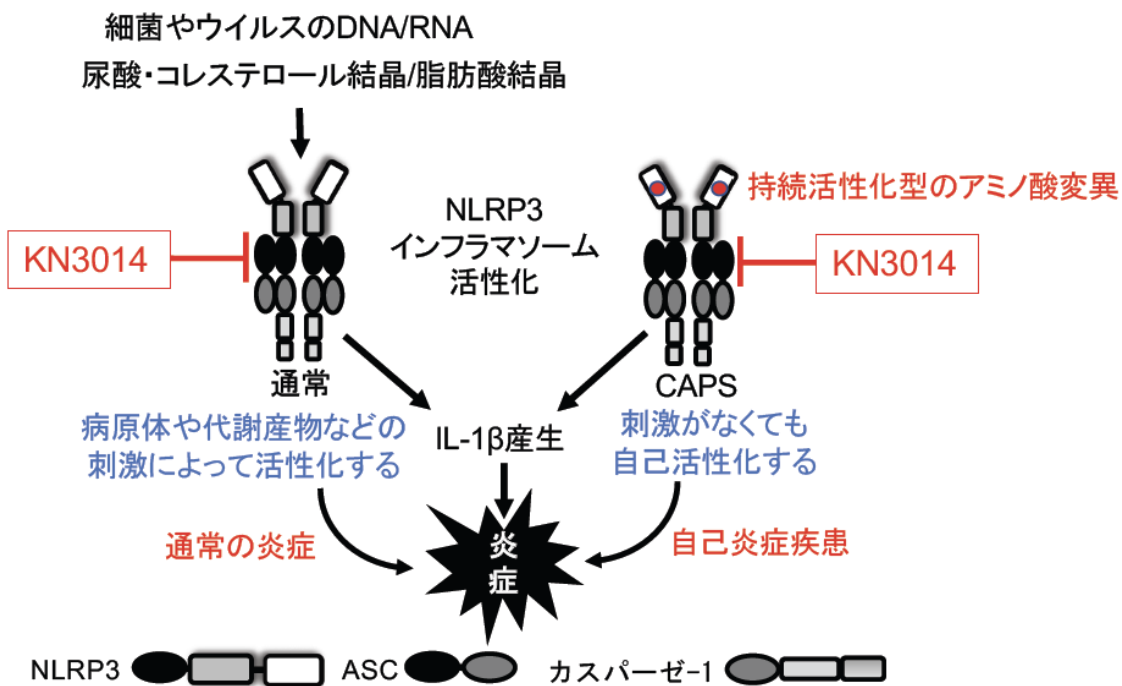 細菌やウイルスのDNA/RNA
尿酸・コレステロール結晶/脂肪酸結晶
持続活性化型のアミノ酸変異
NLRP3
インフラマソーム
活性化
KN3014
KN3014
通常
CAPS
病原体や代謝産物などの
刺激によって活性化する
IL-1β産生
刺激がなくても
自己活性化する
通常の炎症
炎症
自己炎症疾患
NLRP3
ASC
カスパーゼ-1